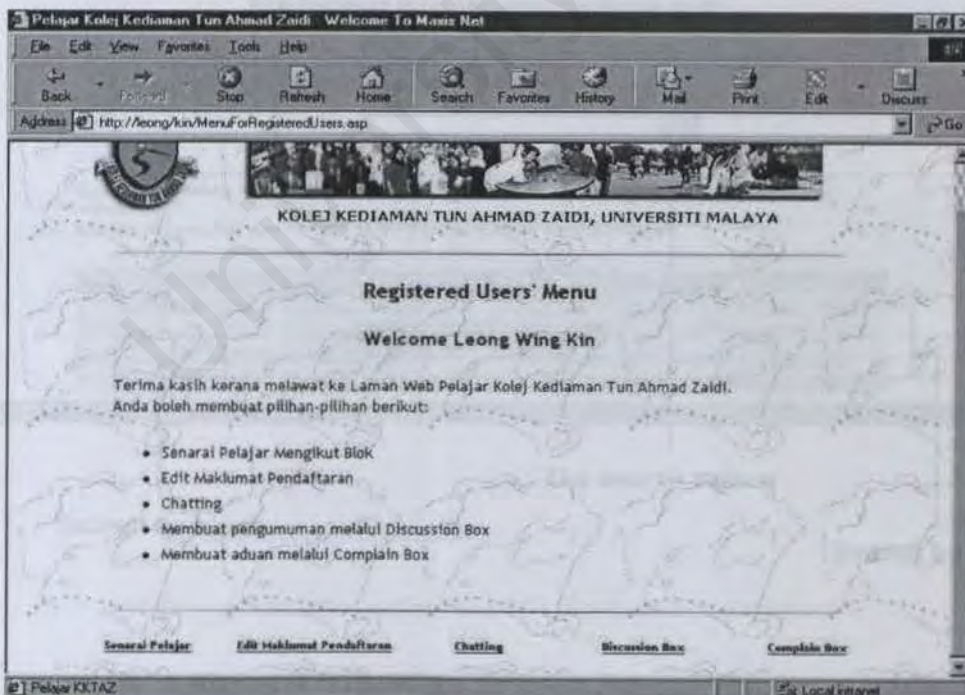 Pelajar Kolej Kediaman Tun Ahmad Zaidi - Welcome To Maxis Net
File Edit View Favorites Tools Help
Back Forward Stop Refresh Home Search Favorites History Mail Print Edit Discuss
Address http://leong/kin/MenuForRegisteredUsers.asp Go
KOLEJ KEDIAMAN TUN AHMAD ZAIDI, UNIVERSITI MALAYA
Registered Users' Menu
Welcome Leong Wing Kin
Terima kasih kerana melawat ke Laman Web Pelajar Kolej Kediaman Tun Ahmad Zaidi.
Anda boleh membuat pilihan-pilihan berikut:
• Senarai Pelajar Mengikut Blok
• Edit Maklumat Pendaftaran
• Chatting
• Membuat pengumuman melalui Discussion Box
• Membuat aduan melalui Complain Box
Senarai Pelajar Edit Maklumat Pendaftaran Chatting Discussion Box Complain Box
Pelajar KKTAZ Local intranet